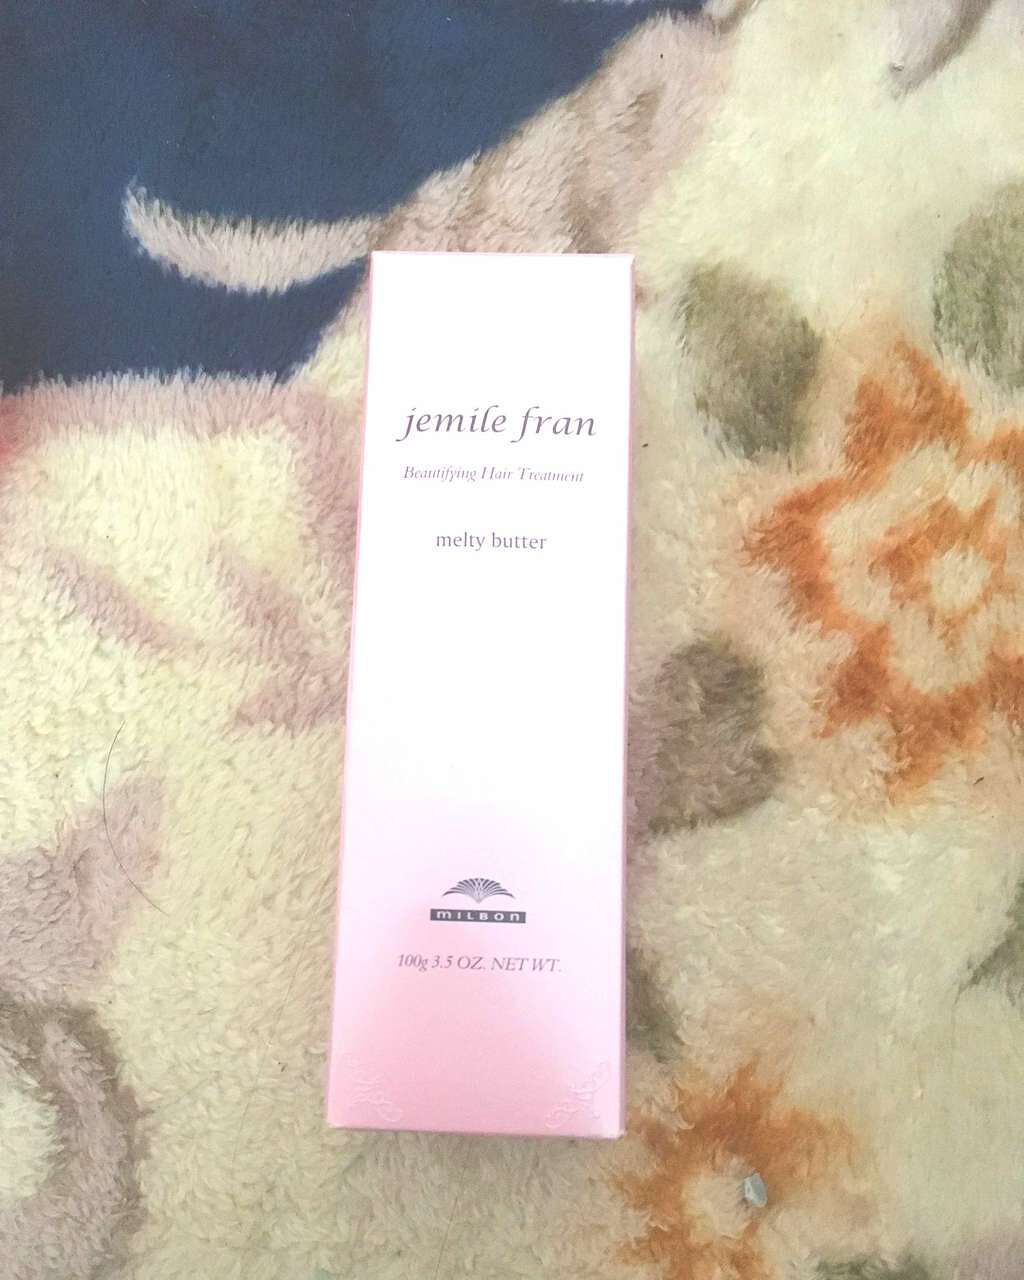 jemile fran
Beautifying Hair Treatment
melty butter
MILBON
100g 3.5 OZ. NET WT.